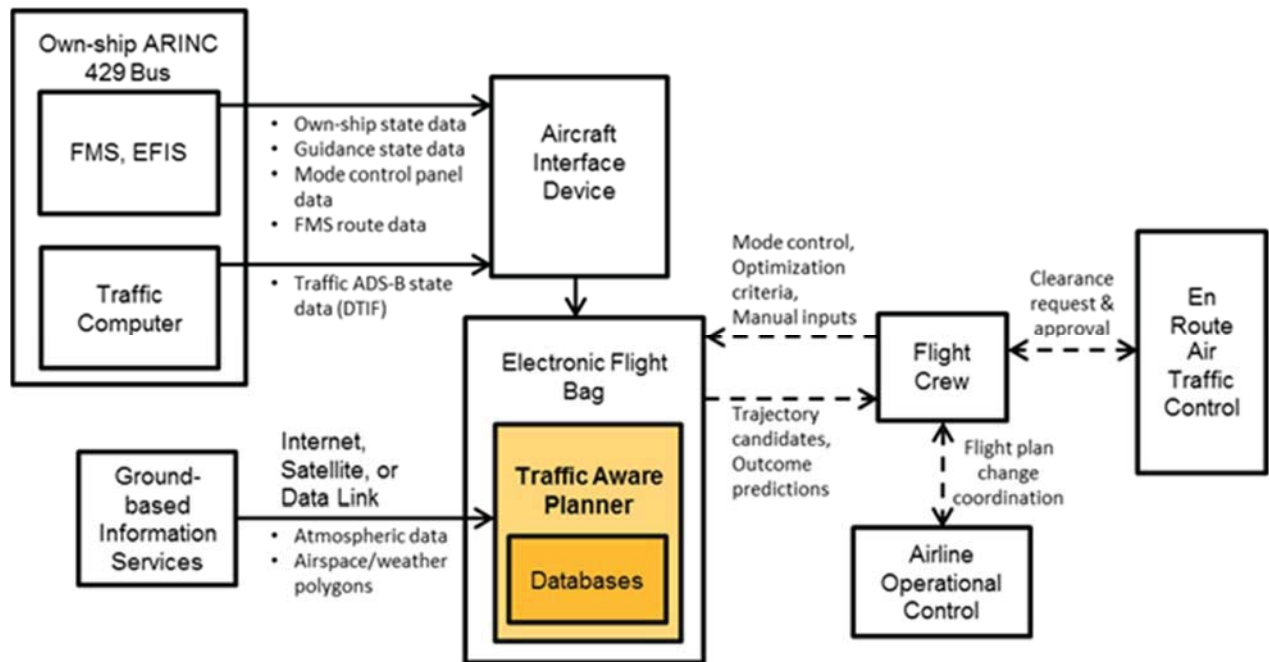 Own-ship ARINC
429 Bus
FMS, EFIS
Traffic
Computer
• Own-ship state data
• Guidance state data
• Mode control panel
data
• FMS route data
• Traffic ADS-B state
data (DTIF)
Aircraft
Interface
Device
Ground-
based
Information
Services
Internet,
Satellite, or
Data Link
• Atmospheric data
• Airspace/weather
polygons
Electronic Flight
Bag
Traffic Aware
Planner
Databases
Mode control,
Optimization
criteria,
Manual inputs
Trajectory
candidates,
Outcome
predictions
Flight
Crew
Clearance
request &
approval
En
Route
Air
Traffic
Control
Flight plan
change
coordination
Airline
Operational
Control